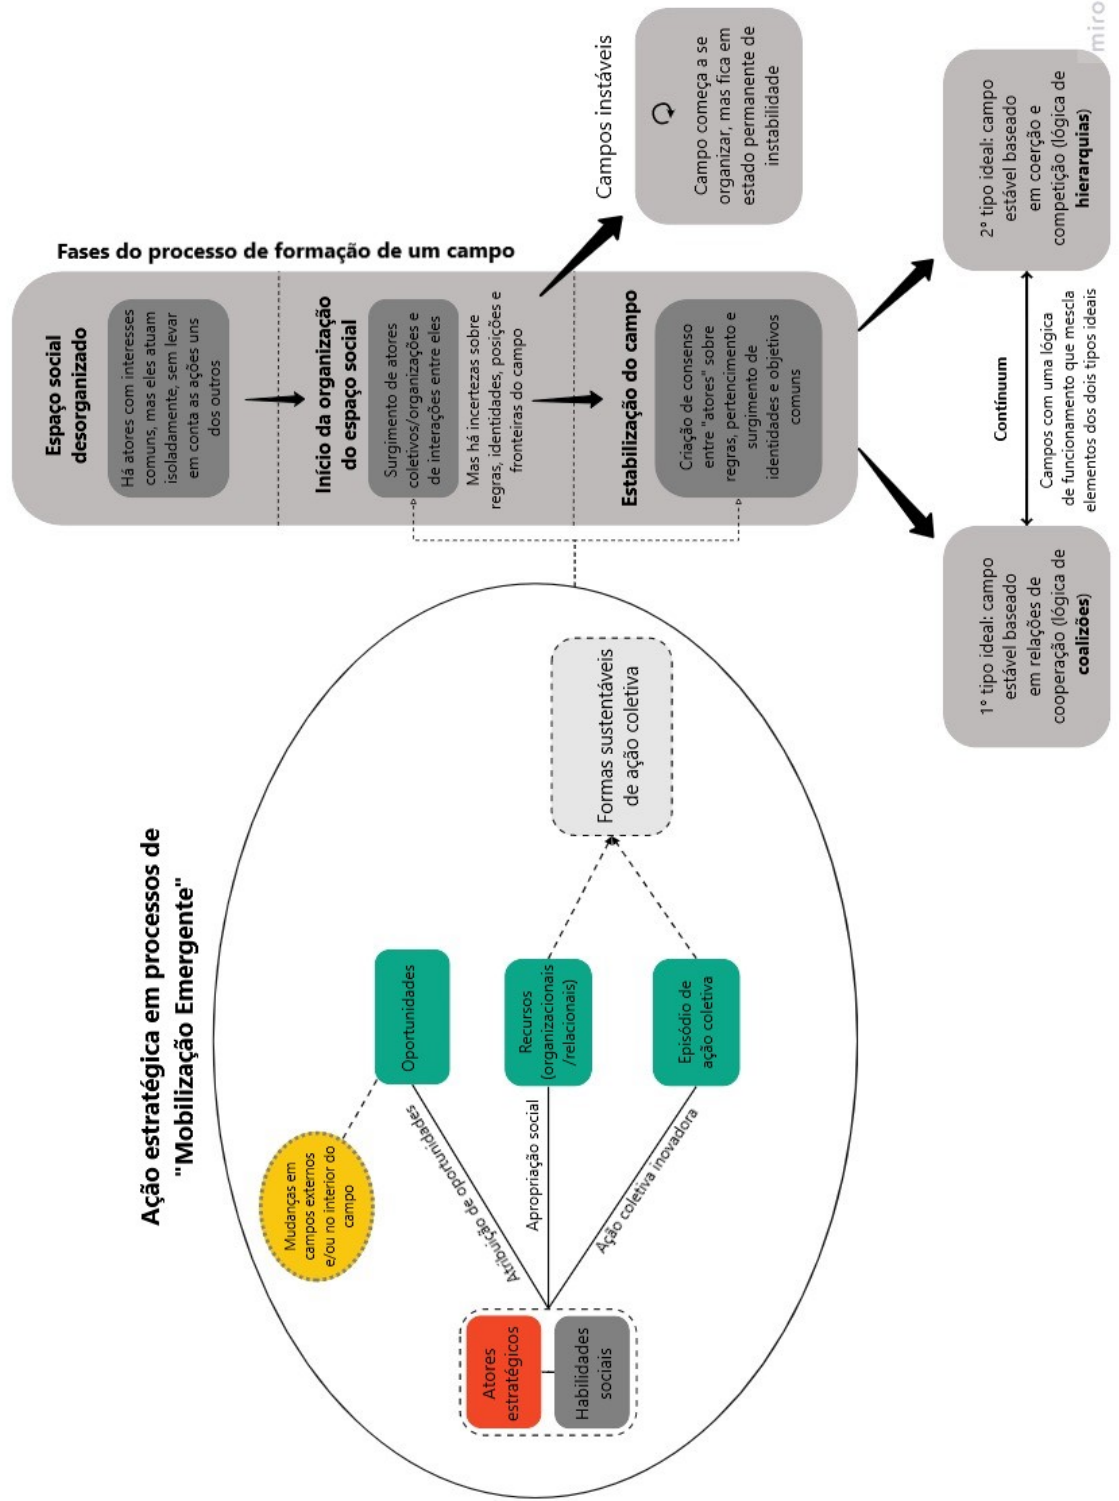 Ação estratégica em processos de
"Mobilização Emergente"
Mudanças em
campos externos
e/ou no interior do
campo
Atores
estratégicos
Habilidades
sociais
Atribuição de oportunidades
Apropriação social
Ação coletiva inovadora
Oportunidades
Recursos
(organizacionais
/relacionais)
Episódio de
ação coletiva
Formas sustentáveis
de ação coletiva
Fases do processo de formação de um campo
Espaço social
desorganizado
Há atores com interesses
comuns, mas eles atuam
isoladamente, sem levar
em conta as ações uns
dos outros
Início da organização
do espaço social
Surgimento de atores
coletivos/organizações e
de interações entre eles
Mas há incertezas sobre
regras, identidades, posições e
fronteiras do campo
Estabilização do campo
Criação de consenso
entre "atores" sobre
regras, pertencimento e
surgimento de
identidades e objetivos
comuns
Campos instáveis
Campo começa a se
organizar, mas fica em
estado permanente de
instabilidade
1º tipo ideal: campo
estável baseado
em relações de
cooperação (lógica de
coalizões)
Contínuum
Campos com uma lógica
de funcionamento que mescla
elementos dois tipos ideais
2º tipo ideal: campo
estável baseado
em coerção e
competição (lógica de
hierarquias)
miro